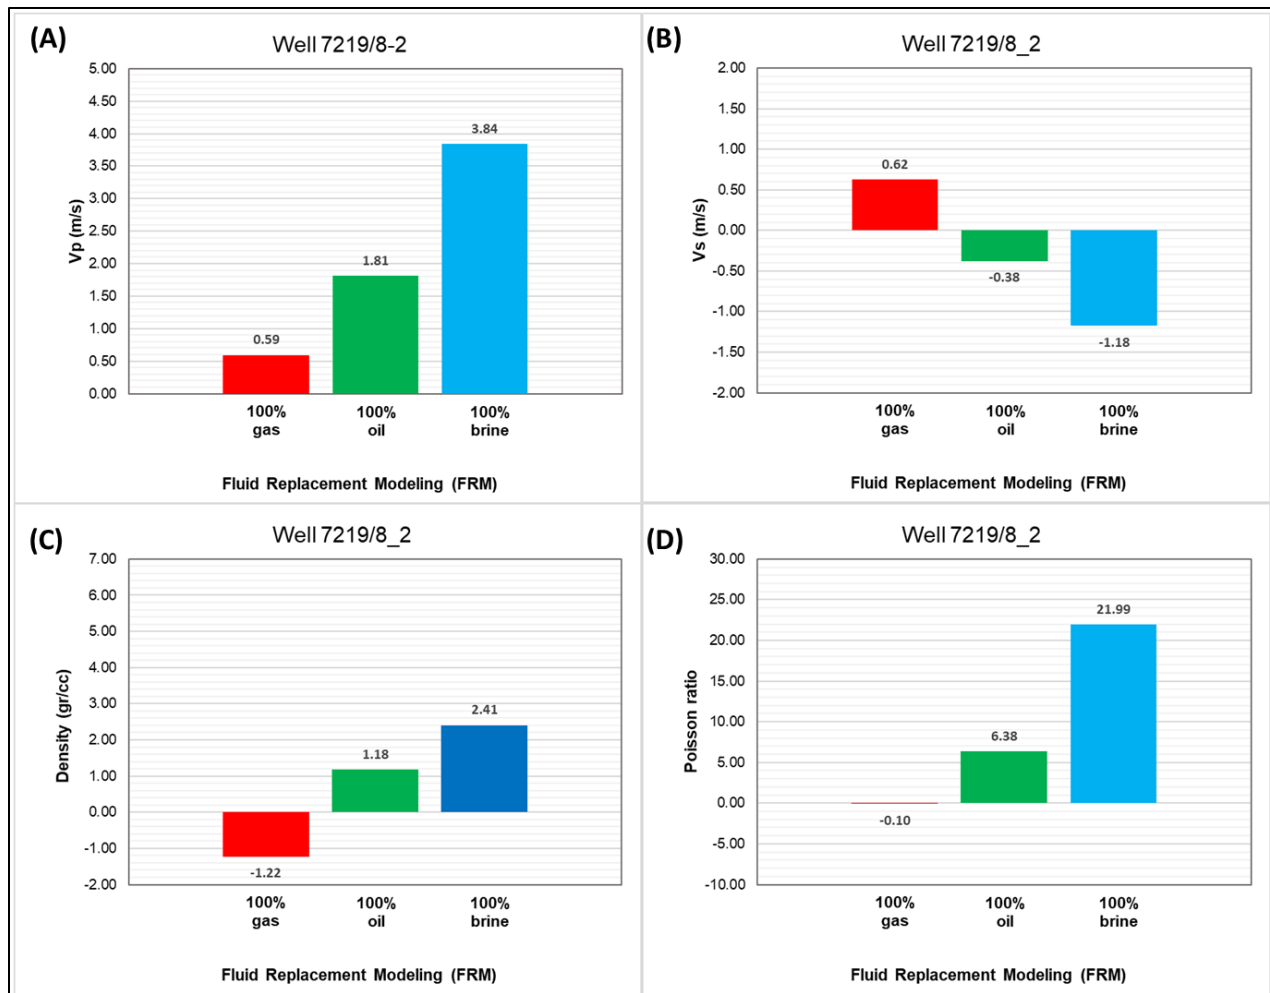 (A)
Well 7219/8-2
5.00
4.50
4.00
3.50
3.00
2.50
2.00
1.50
1.00
0.50
0.00
Vp (m/s)
0.59
1.81
3.84
100% gas
100% oil
100% brine
Fluid Replacement Modeling (FRM)
(B)
Well 7219/8_2
2.00
1.50
1.00
0.50
0.00
-0.50
-1.00
-1.50
-2.00
Vs (m/s)
0.62
-0.38
-1.18
100% gas
100% oil
100% brine
Fluid Replacement Modeling (FRM)
(C)
Well 7219/8_2
7.00
6.00
5.00
4.00
3.00
2.00
1.00
0.00
-1.00
-2.00
Density (gr/cc)
-1.22
1.18
2.41
100% gas
100% oil
100% brine
Fluid Replacement Modeling (FRM)
(D)
Well 7219/8_2
30.00
25.00
20.00
15.00
10.00
5.00
0.00
-5.00
-10.00
Poisson ratio
-0.10
6.38
21.99
100% gas
100% oil
100% brine
Fluid Replacement Modeling (FRM)